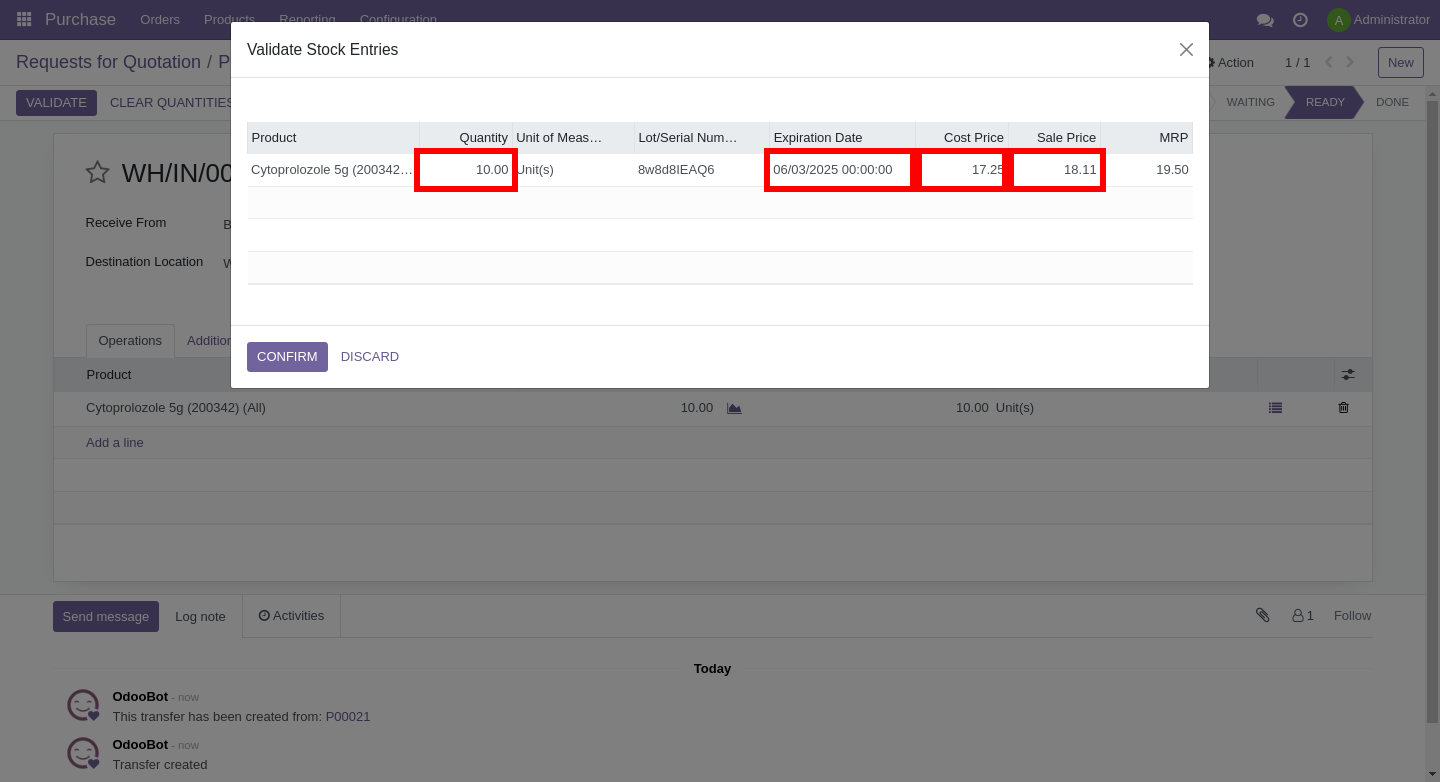 Purchase Orders Products Reporting Configuration Administrator
Validate Stock Entries
Requests for Quotation / P
Action 1 / 1 New
VALIDATE CLEAR QUANTITIES WAITING READY DONE
Product Quantity Unit of Meas… Lot/Serial Num… Expiration Date Cost Price Sale Price MRP
Cytoprolozole 5g (200342… 10.00 Unit(s) 8w8d8IEAQ6 06/03/2025 00:00:00 17.25 18.11 19.50
WH/IN/00
Receive From B
Destination Location W
CONFIRM DISCARD
Operations Addition
Product
Cytoprolozole 5g (200342) (All) 10.00 10.00 Unit(s)
Add a line
Send message Log note Activities 1 Follow
Today
OdooBot - now
This transfer has been created from: P00021
OdooBot - now
Transfer created